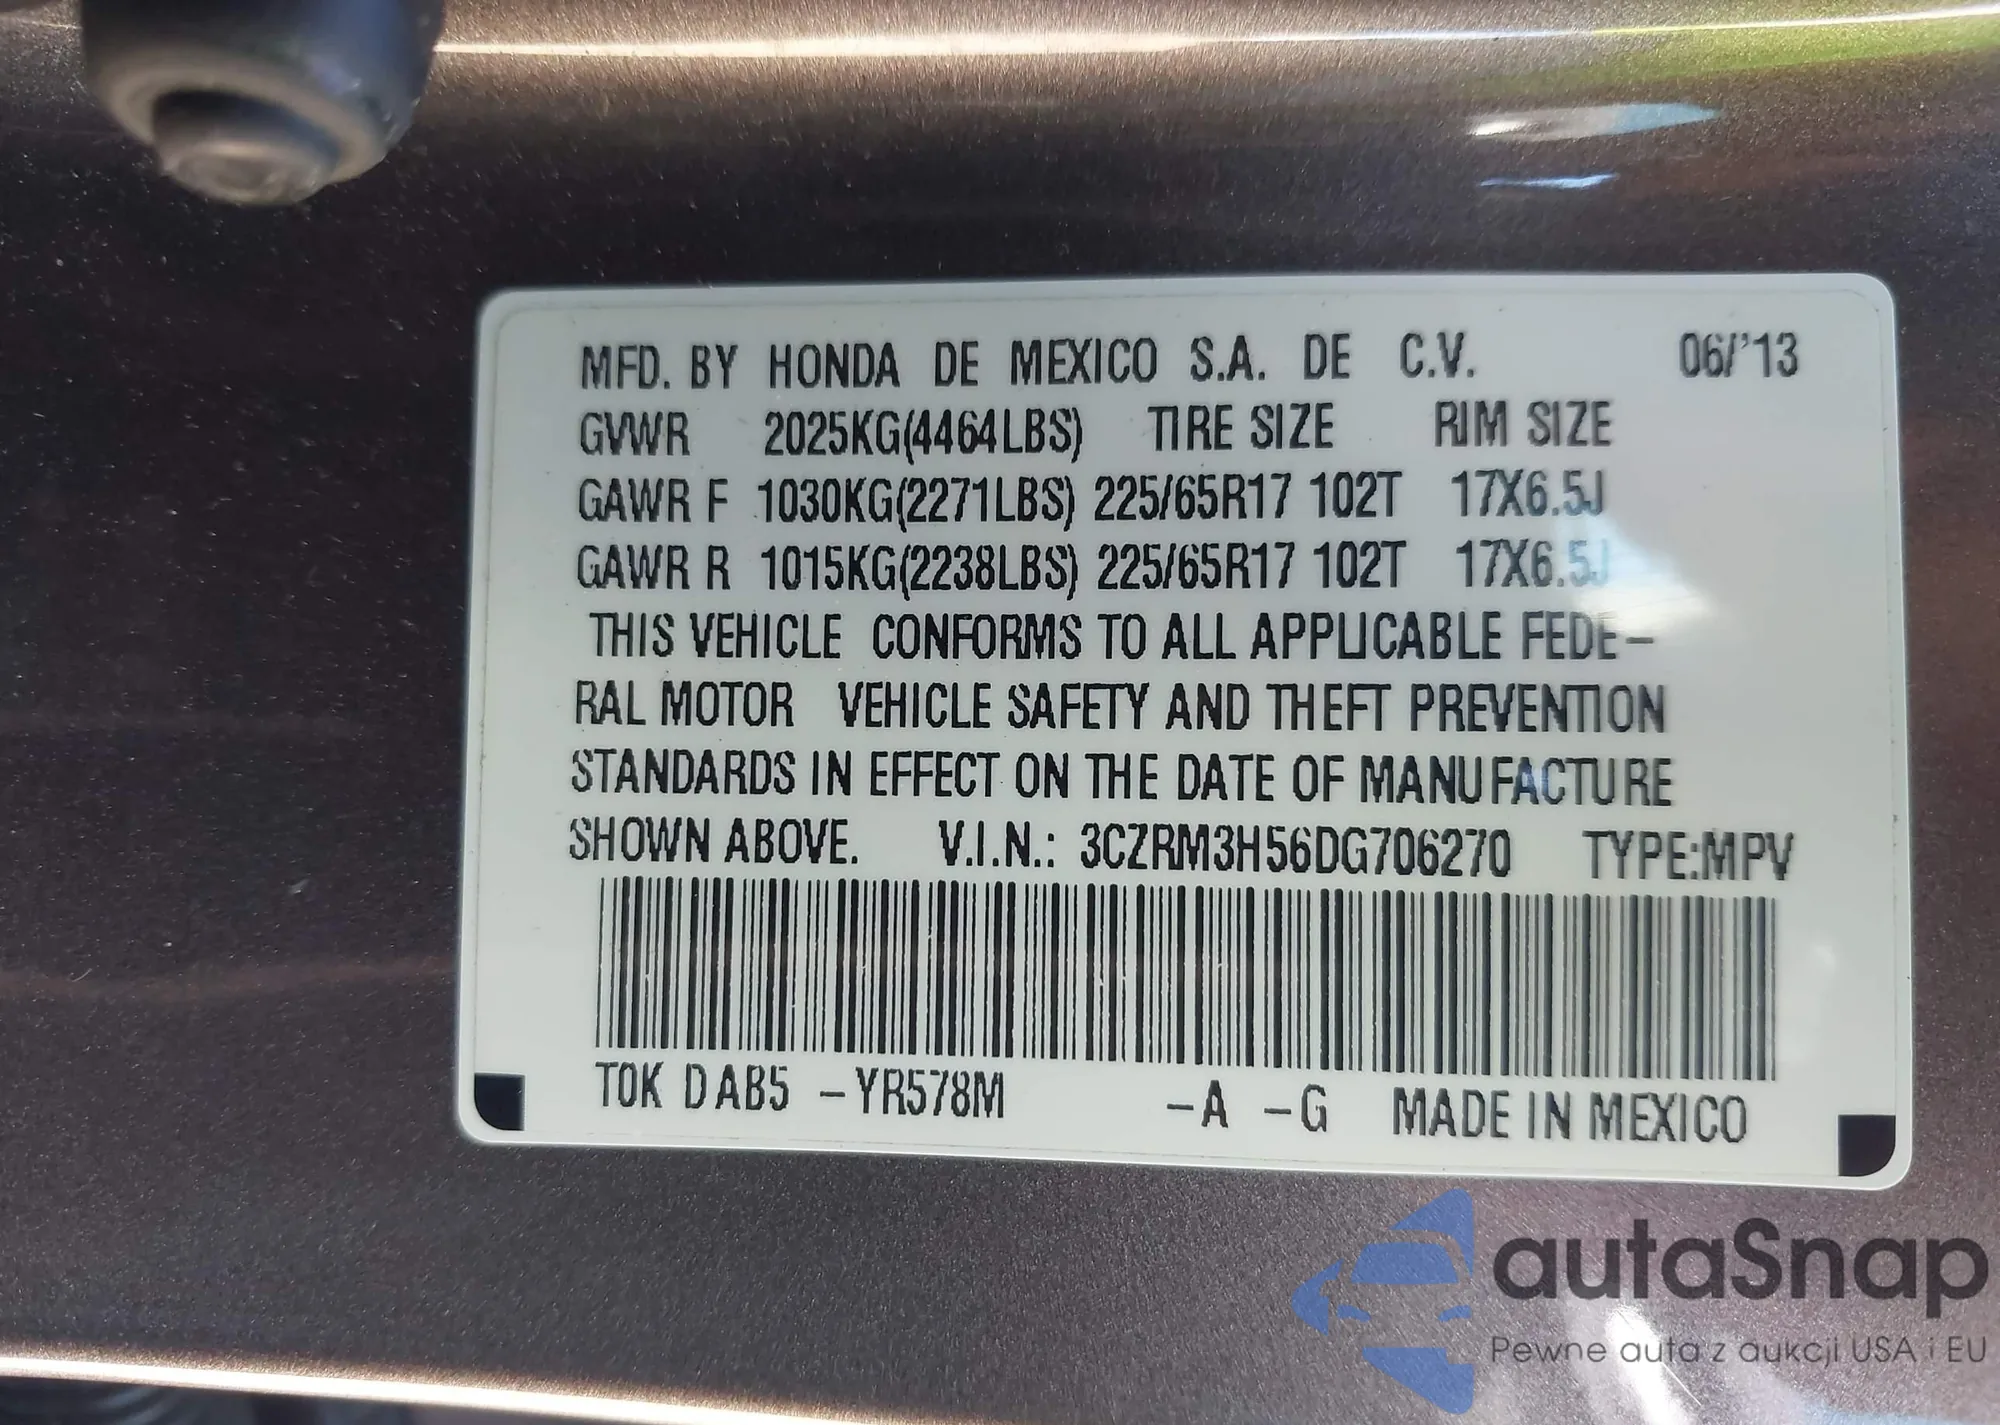 MFD. BY HONDA DE MEXICO S.A. DE C.V. 06/'13
GVWR 2025KG(4464LBS) TIRE SIZE RIM SIZE
GAWR F 1030KG(2271LBS) 225/65R17 102T 17X6.5J
GAWR R 1015KG(2238LBS) 225/65R17 102T 17X6.5J
THIS VEHICLE CONFORMS TO ALL APPLICABLE FEDE-
RAL MOTOR VEHICLE SAFETY AND THEFT PREVENTION
STANDARDS IN EFFECT ON THE DATE OF MANUFACTURE
SHOWN ABOVE. V.I.N.: 3CZRM3H56DG706270 TYPE:MPV
T0K D AB5 -YR578M -A -G MADE IN MEXICO
autaSnap
Pewne auta z aukcji USA i EU